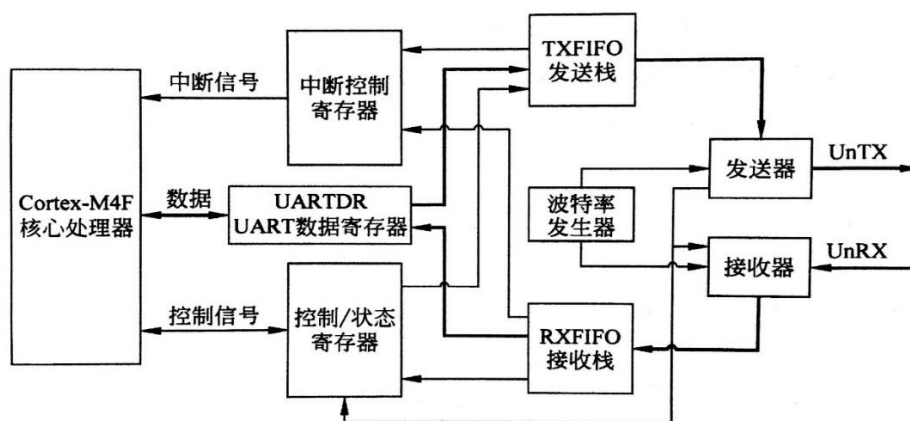 TXFIFO
发送栈
中断信号
中断控制
寄存器
UnTX
发送器
Cortex-M4F
核心处理器
数据
UARTDR
UART数据寄存器
波特率
发生器
UnRX
接收器
控制信号
控制/状态
寄存器
RXFIFO
接收栈